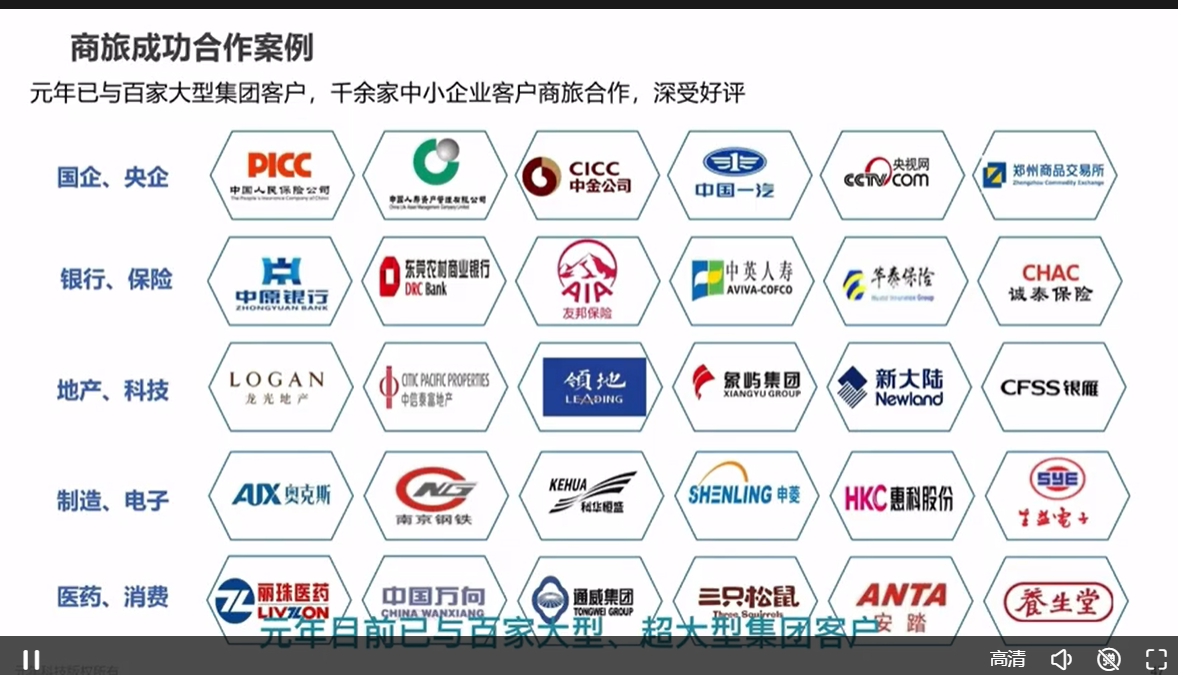 商旅成功合作案例
元年已与百家大型集团客户，千余家中小企业客户商旅合作，深受好评
国企、央企
PICC
中国人民保险公司
The People's Insurance Company of China
中国人寿资产管理有限公司
China Life Asset Management Company Limited
CICC
中金公司
中国一汽
央视网
CCTV.com
郑州商品交易所
Zhengzhou Commodity Exchange
银行、保险
中原银行
ZHONGYUAN BANK
东莞农村商业银行
DRC Bank
AIA
友邦保险
中英人寿
AVIVA-COFCO
华泰保险
Huatai Insurance Group
CHAC
诚泰保险
地产、科技
LOGAN
龙光地产
CITIC PACIFIC PROPERTIES
中信泰富地产
领地
LEADING
象屿集团
XIANGYU GROUP
新大陆
Newland
CFSS 银雁
制造、电子
AUX 奥克斯
NG
南京钢铁
KEHUA
科华恒盛
SHENLING 申菱
HKC 惠科股份
SYE
生益电子
医药、消费
丽珠医药
LIVZON
中国万向
CHINA WANXIANG
通威集团
TONGWEI GROUP
三只松鼠
Three Squirrels
ANTA
安踏
養生堂
元年目前已与百家大型、超大型集团客户
高清